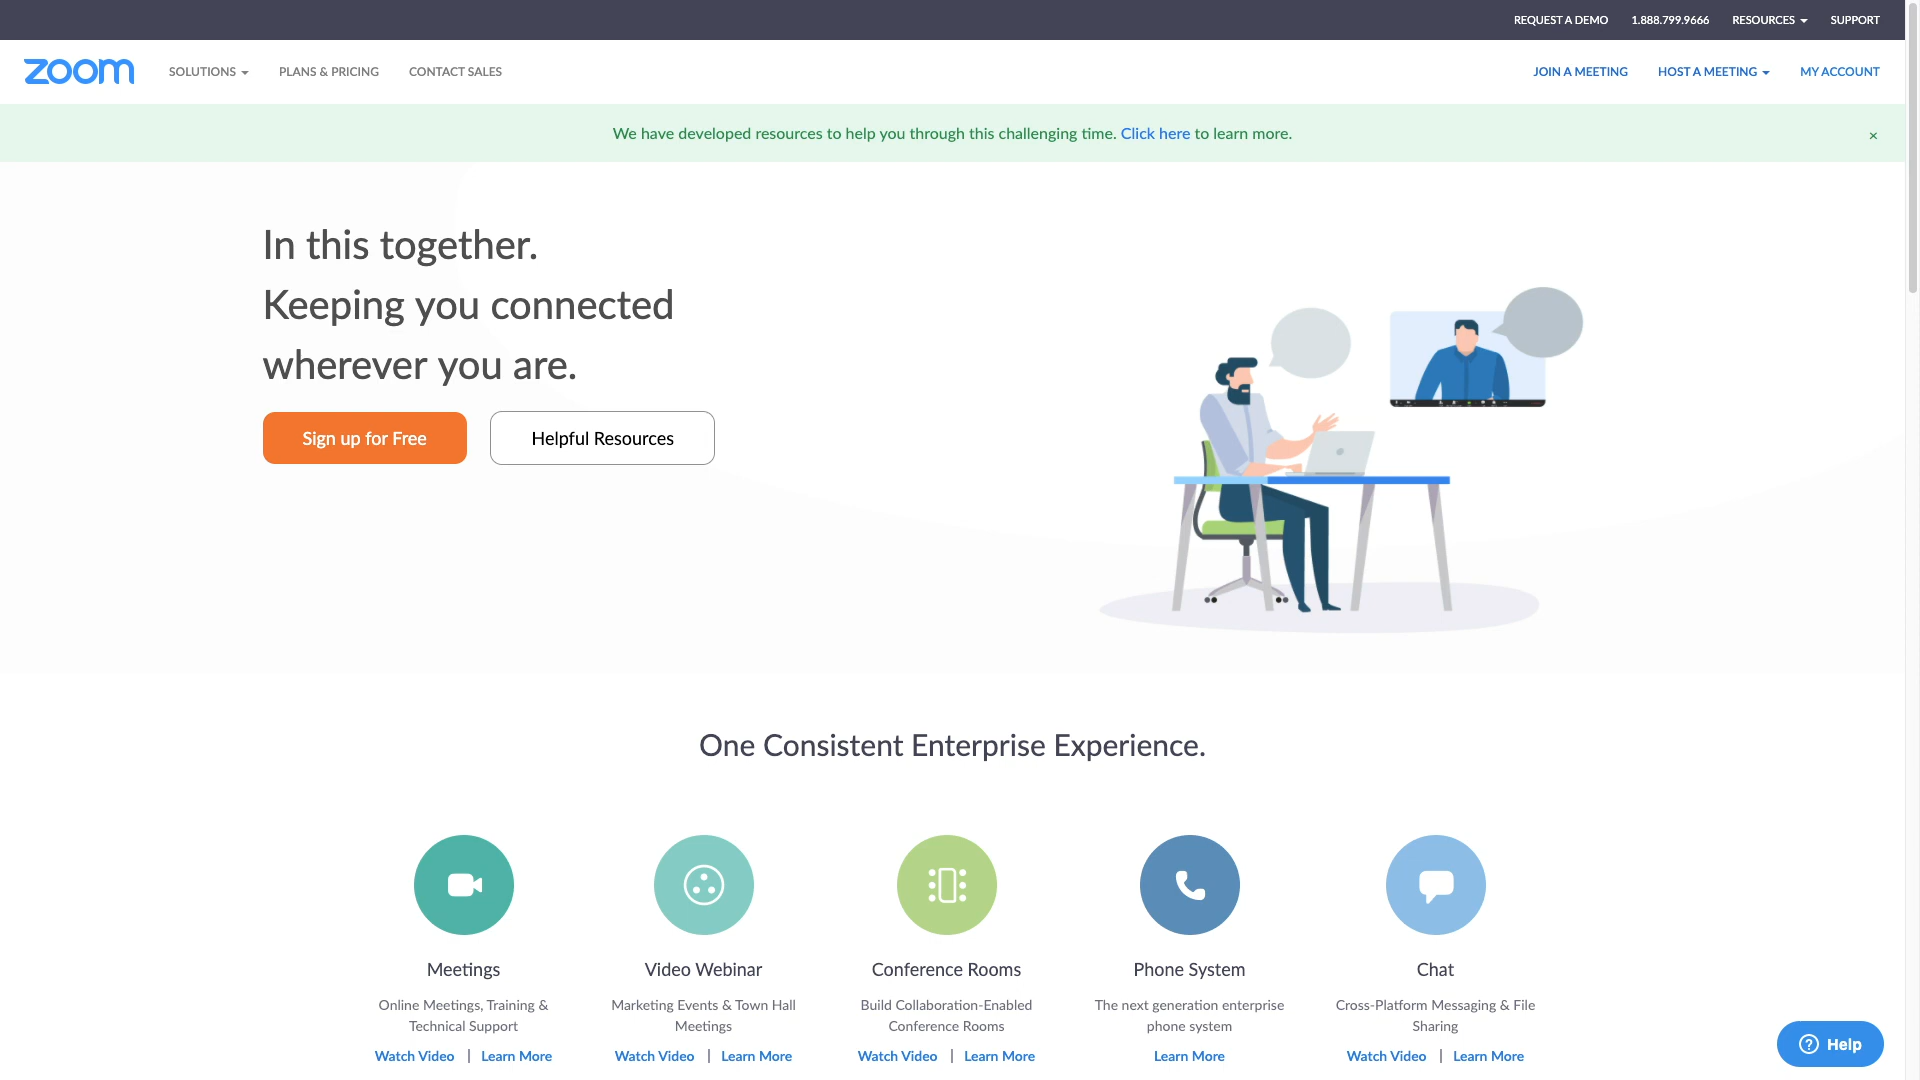 REQUEST A DEMO 1.888.799.9666 RESOURCES SUPPORT
zoom SOLUTIONS PLANS & PRICING CONTACT SALES JOIN A MEETING HOST A MEETING MY ACCOUNT
We have developed resources to help you through this challenging time. Click here to learn more. ×
In this together.
Keeping you connected
wherever you are.
Sign up for Free Helpful Resources
One Consistent Enterprise Experience.
Meetings
Online Meetings, Training &
Technical Support
Watch Video | Learn More
Video Webinar
Marketing Events & Town Hall
Meetings
Watch Video | Learn More
Conference Rooms
Build Collaboration-Enabled
Conference Rooms
Watch Video | Learn More
Phone System
The next generation enterprise
phone system
Learn More
Chat
Cross-Platform Messaging & File
Sharing
Watch Video | Learn More
? Help